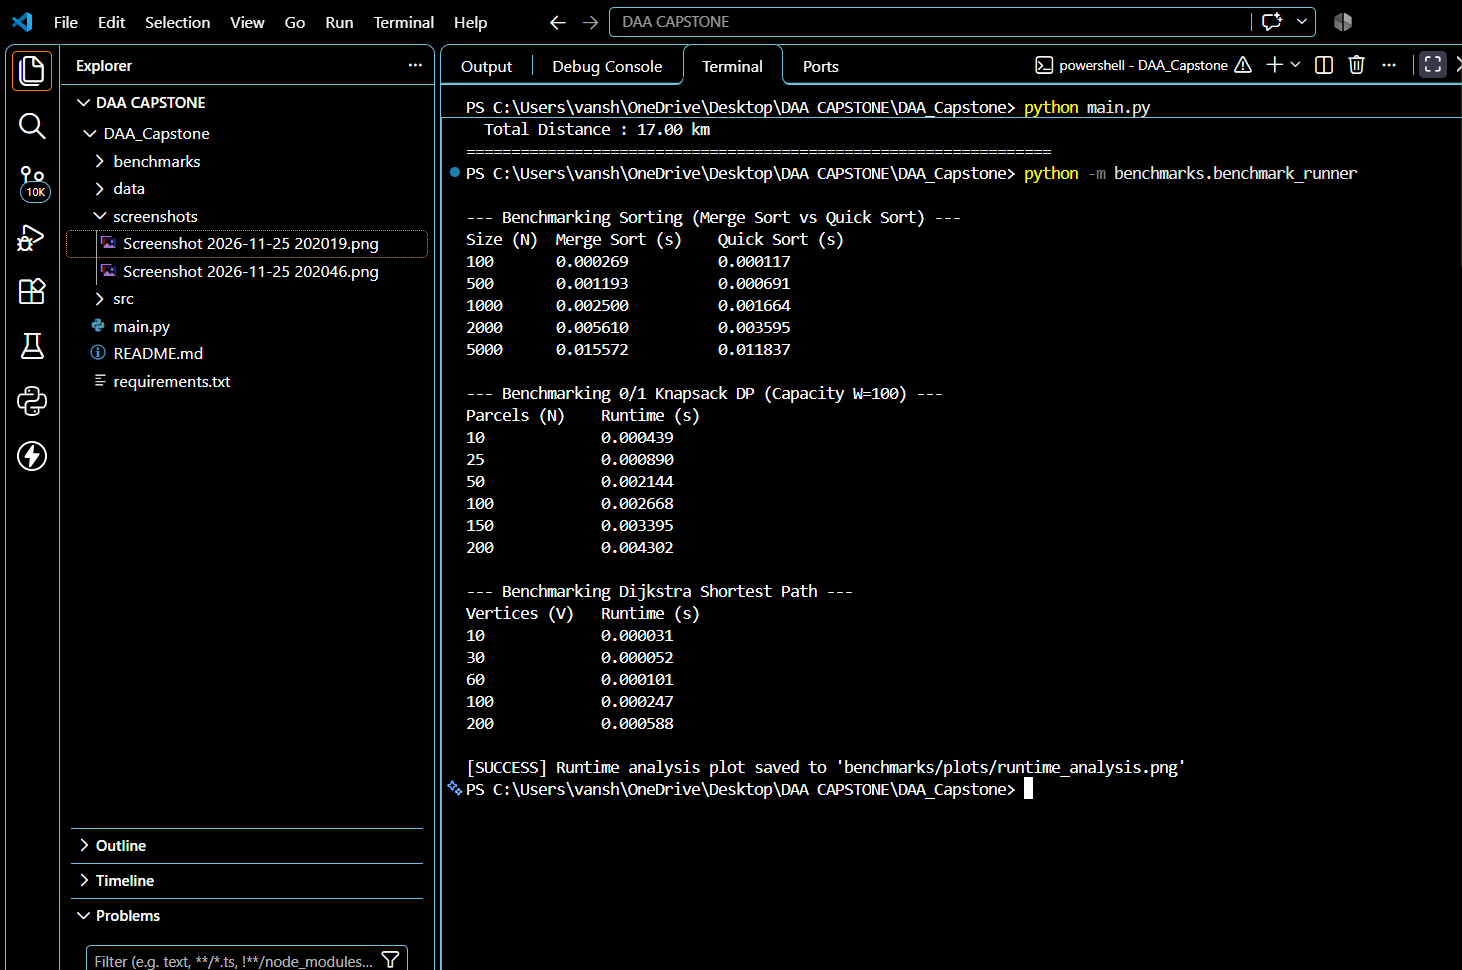 File Edit Selection View Go Run Terminal Help
DAA CAPSTONE
10K
Explorer
DAA CAPSTONE
DAA_Capstone
benchmarks
data
screenshots
Screenshot 2026-11-25 202019.png
Screenshot 2026-11-25 202046.png
src
main.py
README.md
requirements.txt
Outline
Timeline
Problems
Filter (e.g. text, **/*.ts, !**/node_modules...
Output Debug Console Terminal Ports
powershell - DAA_Capstone
PS C:\Users\vansh\OneDrive\Desktop\DAA CAPSTONE\DAA_Capstone> python main.py
Total Distance : 17.00 km
=================================================================
PS C:\Users\vansh\OneDrive\Desktop\DAA CAPSTONE\DAA_Capstone> python -m benchmarks.benchmark_runner
--- Benchmarking Sorting (Merge Sort vs Quick Sort) ---
Size (N) Merge Sort (s) Quick Sort (s)
100 0.000269 0.000117
500 0.001193 0.000691
1000 0.002500 0.001664
2000 0.005610 0.003595
5000 0.015572 0.011837
--- Benchmarking 0/1 Knapsack DP (Capacity W=100) ---
Parcels (N) Runtime (s)
10 0.000439
25 0.000890
50 0.002144
100 0.002668
150 0.003395
200 0.004302
--- Benchmarking Dijkstra Shortest Path ---
Vertices (V) Runtime (s)
10 0.000031
30 0.000052
60 0.000101
100 0.000247
200 0.000588
[SUCCESS] Runtime analysis plot saved to 'benchmarks/plots/runtime_analysis.png'
PS C:\Users\vansh\OneDrive\Desktop\DAA CAPSTONE\DAA_Capstone>